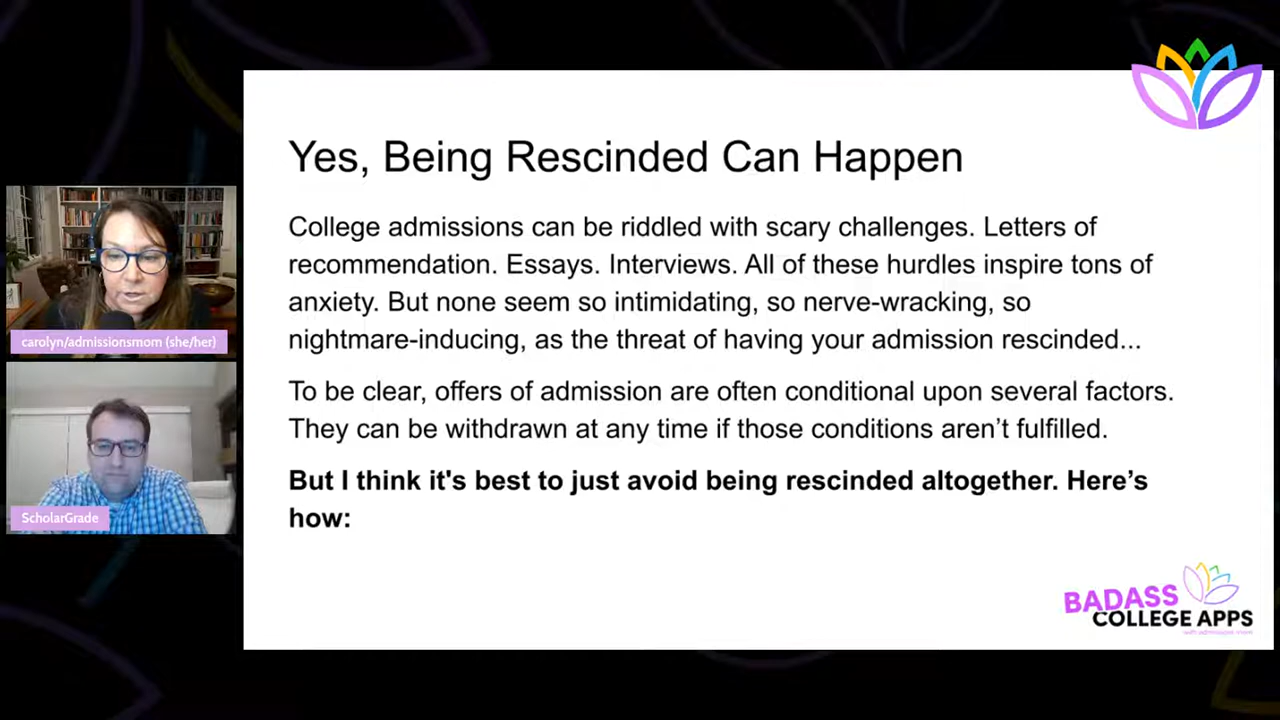 Yes, Being Rescinded Can Happen
College admissions can be riddled with scary challenges. Letters of
recommendation. Essays. Interviews. All of these hurdles inspire tons of
anxiety. But none seem so intimidating, so nerve-wracking, so
nightmare-inducing, as the threat of having your admission rescinded...
To be clear, offers of admission are often conditional upon several factors.
They can be withdrawn at any time if those conditions aren’t fulfilled.
But I think it's best to just avoid being rescinded altogether. Here’s
how:
carolyn/admissionsmom (she/her)
ScholarGrade
BADASS
COLLEGE APPS